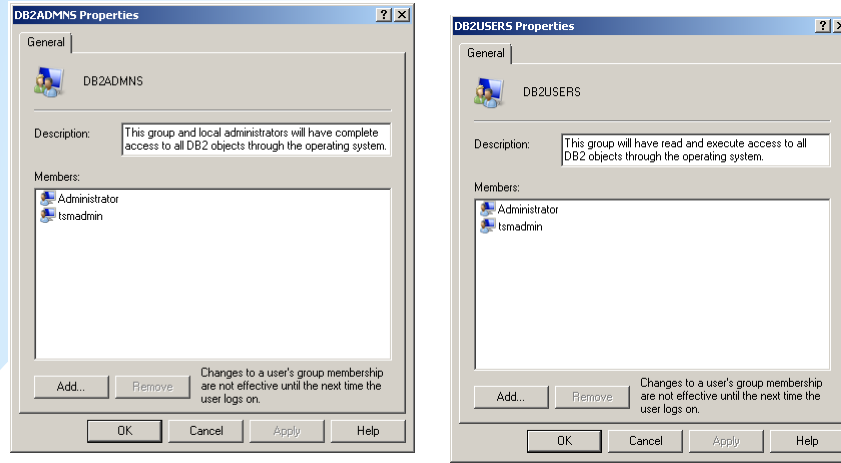 DB2ADMNS Properties
General
DB2ADMNS
Description:
This group and local administrators will have complete
access to all DB2 objects through the operating system.
Members:
Administrator
tsmadmin
Add...
Remove
Changes to a user's group membership
are not effective until the next time the
user logs on.
OK
Cancel
Apply
Help
DB2USERS Properties
General
DB2USERS
Description:
This group will have read and execute access to all
DB2 objects through the operating system.
Members:
Administrator
tsmadmin
Add...
Remove
Changes to a user's group membership
are not effective until the next time the
user logs on.
OK
Cancel
Apply
Help